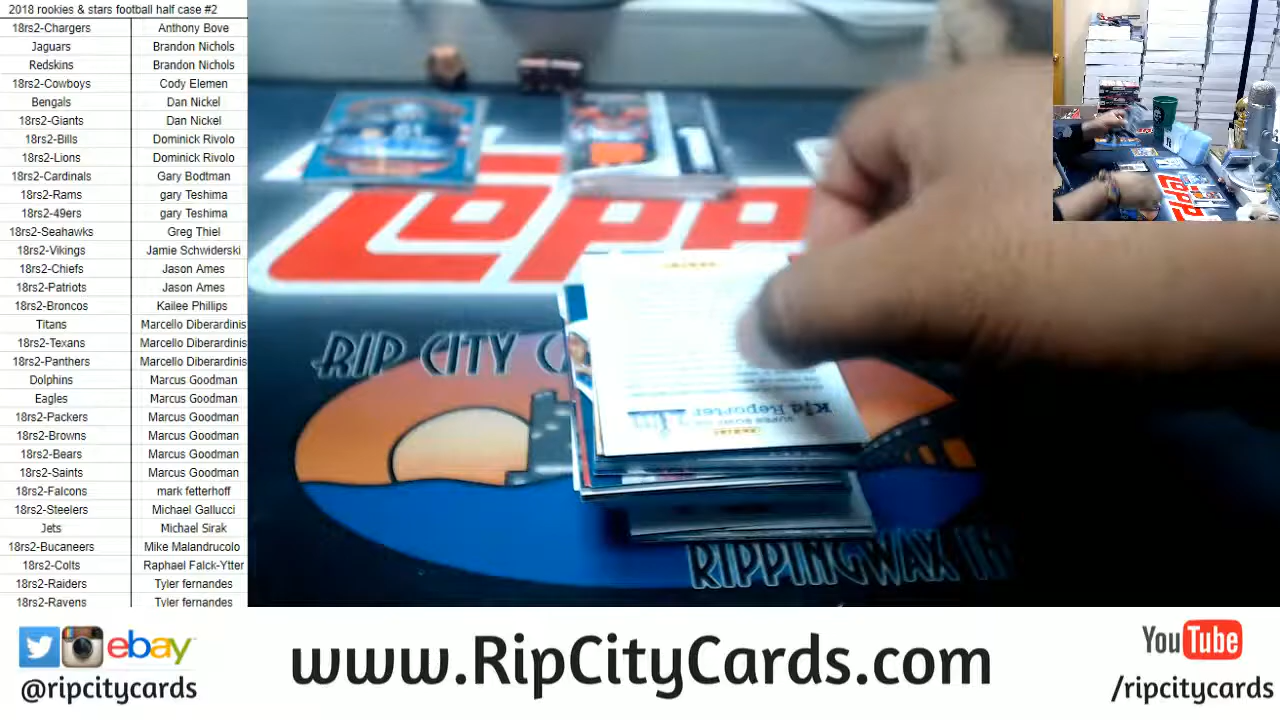 2018 rookies & stars football half case #2
18rs2-Chargers Anthony Bove
Jaguars Brandon Nichols
Redskins Brandon Nichols
18rs2-Cowboys Cody Elemen
Bengals Dan Nickel
18rs2-Giants Dan Nickel
18rs2-Bills Dominick Rivolo
18rs2-Lions Dominick Rivolo
18rs2-Cardinals Gary Bodtman
18rs2-Rams gary Teshima
18rs2-49ers gary Teshima
18rs2-Seahawks Greg Thiel
18rs2-Vikings Jamie Schwiderski
18rs2-Chiefs Jason Ames
18rs2-Patriots Jason Ames
18rs2-Broncos Kailee Phillips
Titans Marcello Diberardinis
18rs2-Texans Marcello Diberardinis
18rs2-Panthers Marcello Diberardinis
Dolphins Marcus Goodman
Eagles Marcus Goodman
18rs2-Packers Marcus Goodman
18rs2-Browns Marcus Goodman
18rs2-Bears Marcus Goodman
18rs2-Saints Marcus Goodman
18rs2-Falcons mark fetterhoff
18rs2-Steelers Michael Gallucci
Jets Michael Sirak
18rs2-Bucaneers Mike Malandrucolo
18rs2-Colts Raphael Falck-Ytter
18rs2-Raiders Tyler fernandes
18rs2-Ravens Tyler fernandes
RIP CITY C
Kid Reporter
SUPER BOWL
PANINI
RIPPINGWAX
ebay
@ripcitycards
www.RipCityCards.com
YouTube
/ripcitycards